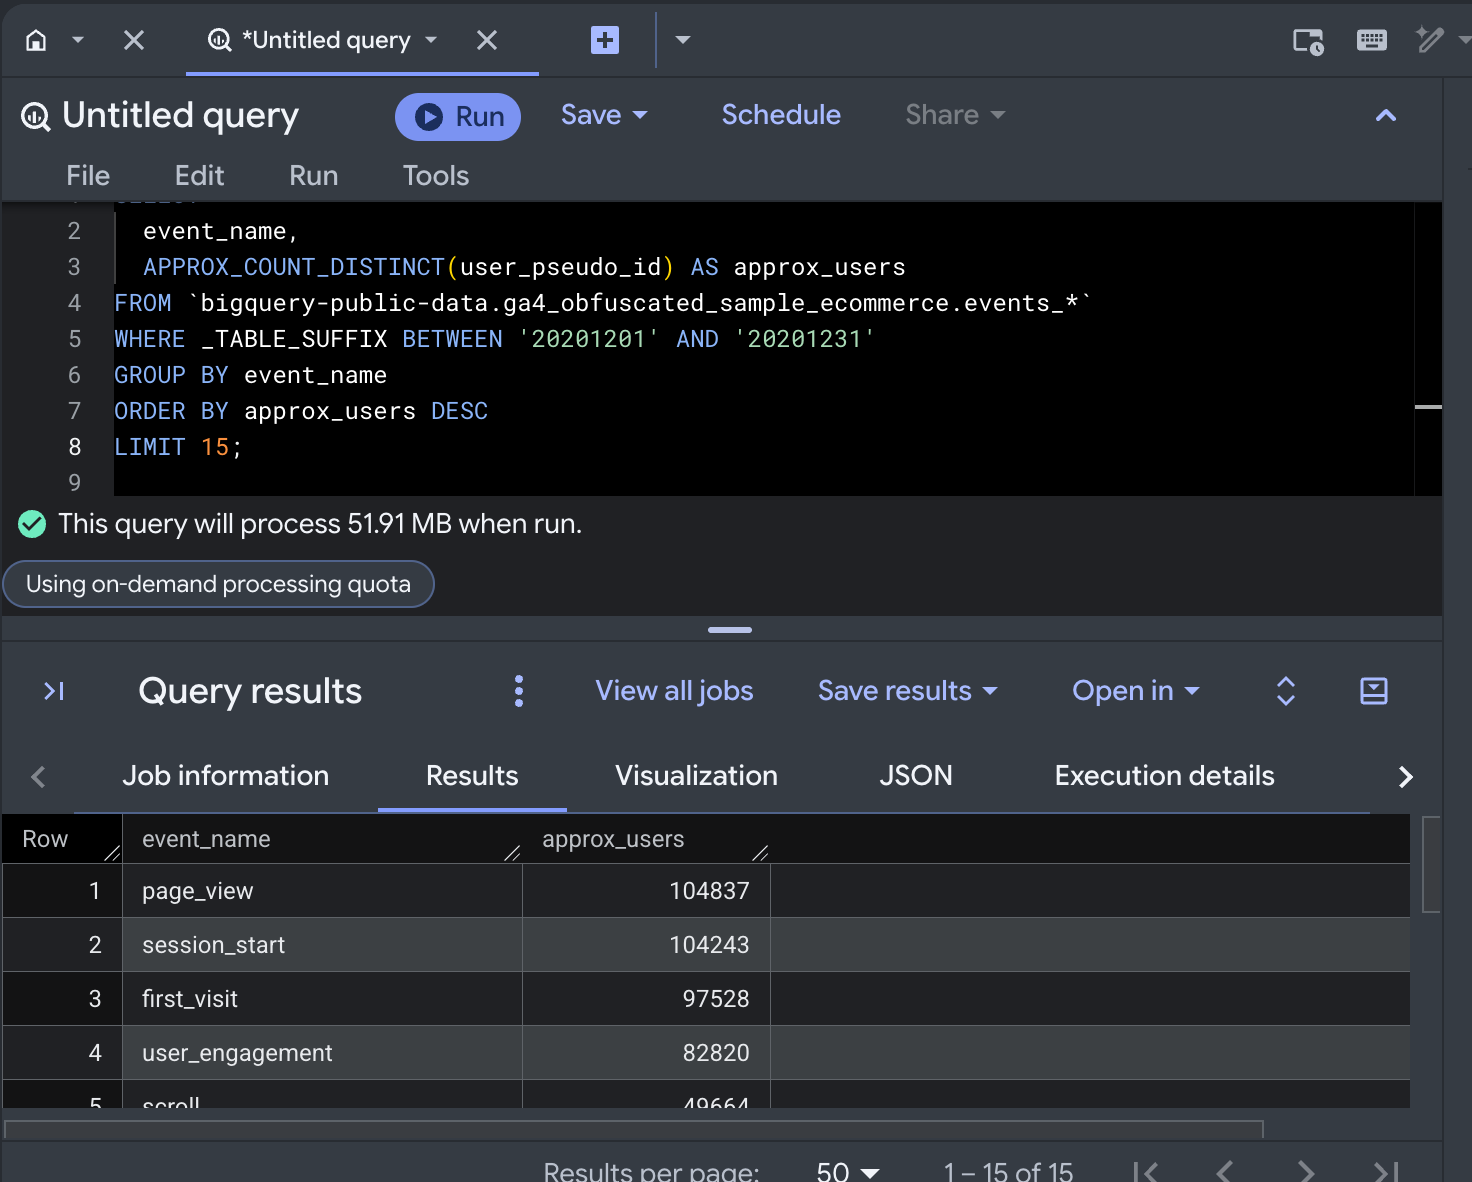 *Untitled query
Untitled query
Run
Save
Schedule
Share
File
Edit
Run
Tools
2
event_name,
3
APPROX_COUNT_DISTINCT(user_pseudo_id) AS approx_users
4
FROM `bigquery-public-data.ga4_obfuscated_sample_ecommerce.events_*`
5
WHERE _TABLE_SUFFIX BETWEEN '20201201' AND '20201231'
6
GROUP BY event_name
7
ORDER BY approx_users DESC
8
LIMIT 15;
9
This query will process 51.91 MB when run.
Using on-demand processing quota
Query results
View all jobs
Save results
Open in
Job information
Results
Visualization
JSON
Execution details
Row
event_name
approx_users
1
page_view
104837
2
session_start
104243
3
first_visit
97528
4
user_engagement
82820
5
scroll
49664
Results per page:
50
1 – 15 of 15